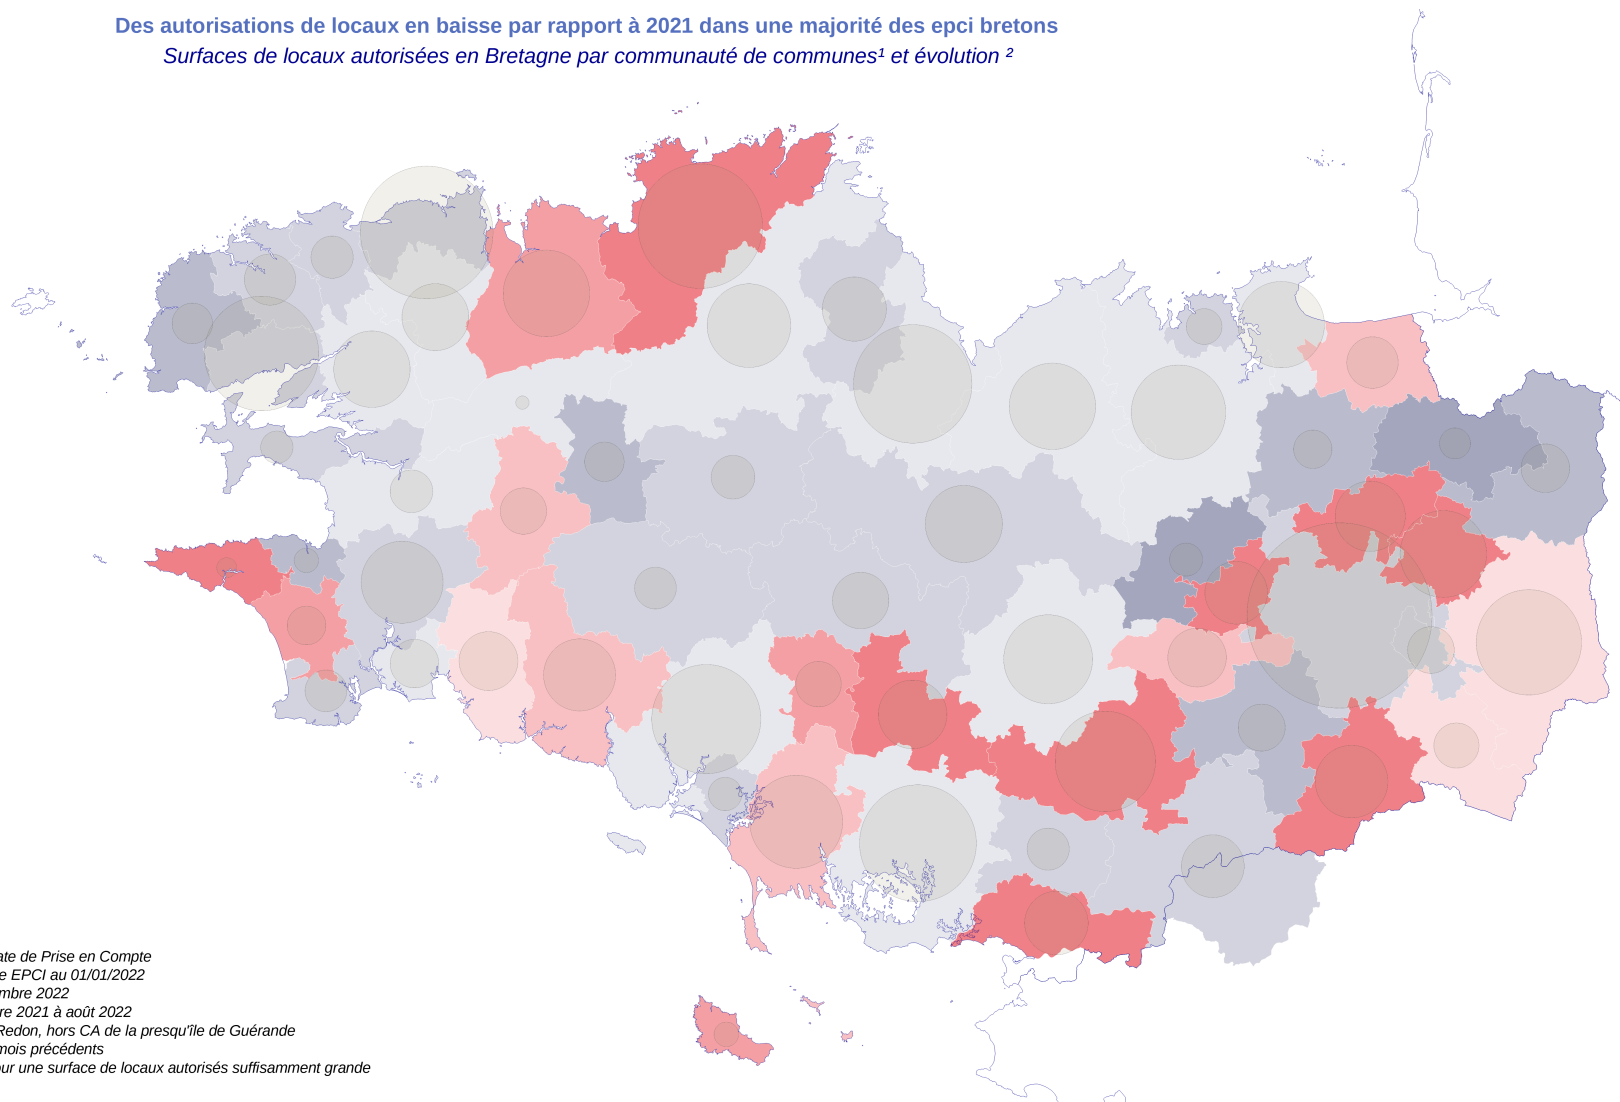 Des autorisations de locaux en baisse par rapport à 2021 dans une majorité des epci bretons
Surfaces de locaux autorisées en Bretagne par communauté de communes¹ et évolution ²
ate de Prise en Compte
e EPCI au 01/01/2022
mbre 2022
re 2021 à août 2022
Redon, hors CA de la presqu'île de Guérande
mois précédents
our une surface de locaux autorisés suffisamment grande